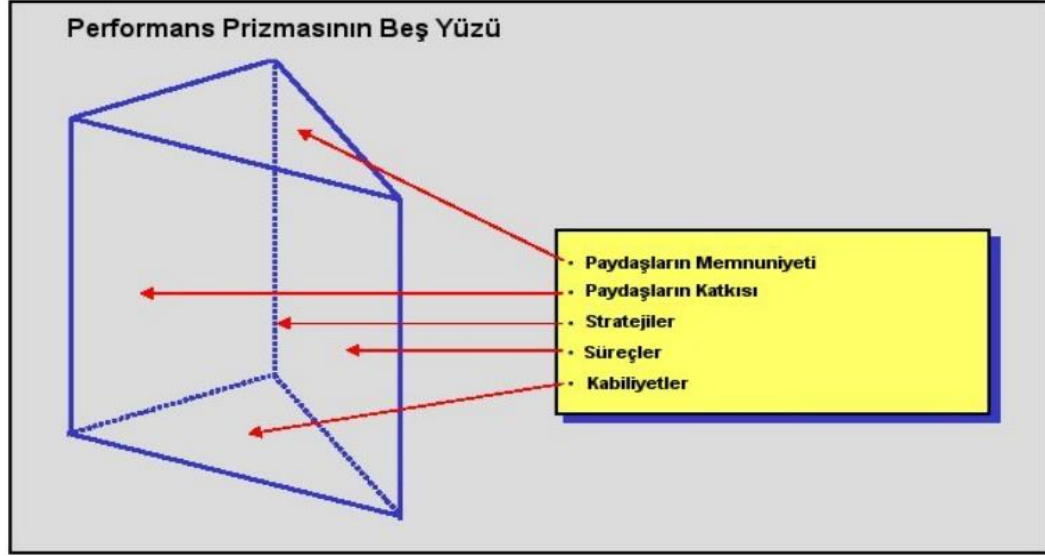 Performans Prizmasının Beş Yüzü
• Paydaşların Memnuniyeti
• Paydaşların Katkısı
• Stratejiler
• Süreçler
• Kabiliyetler